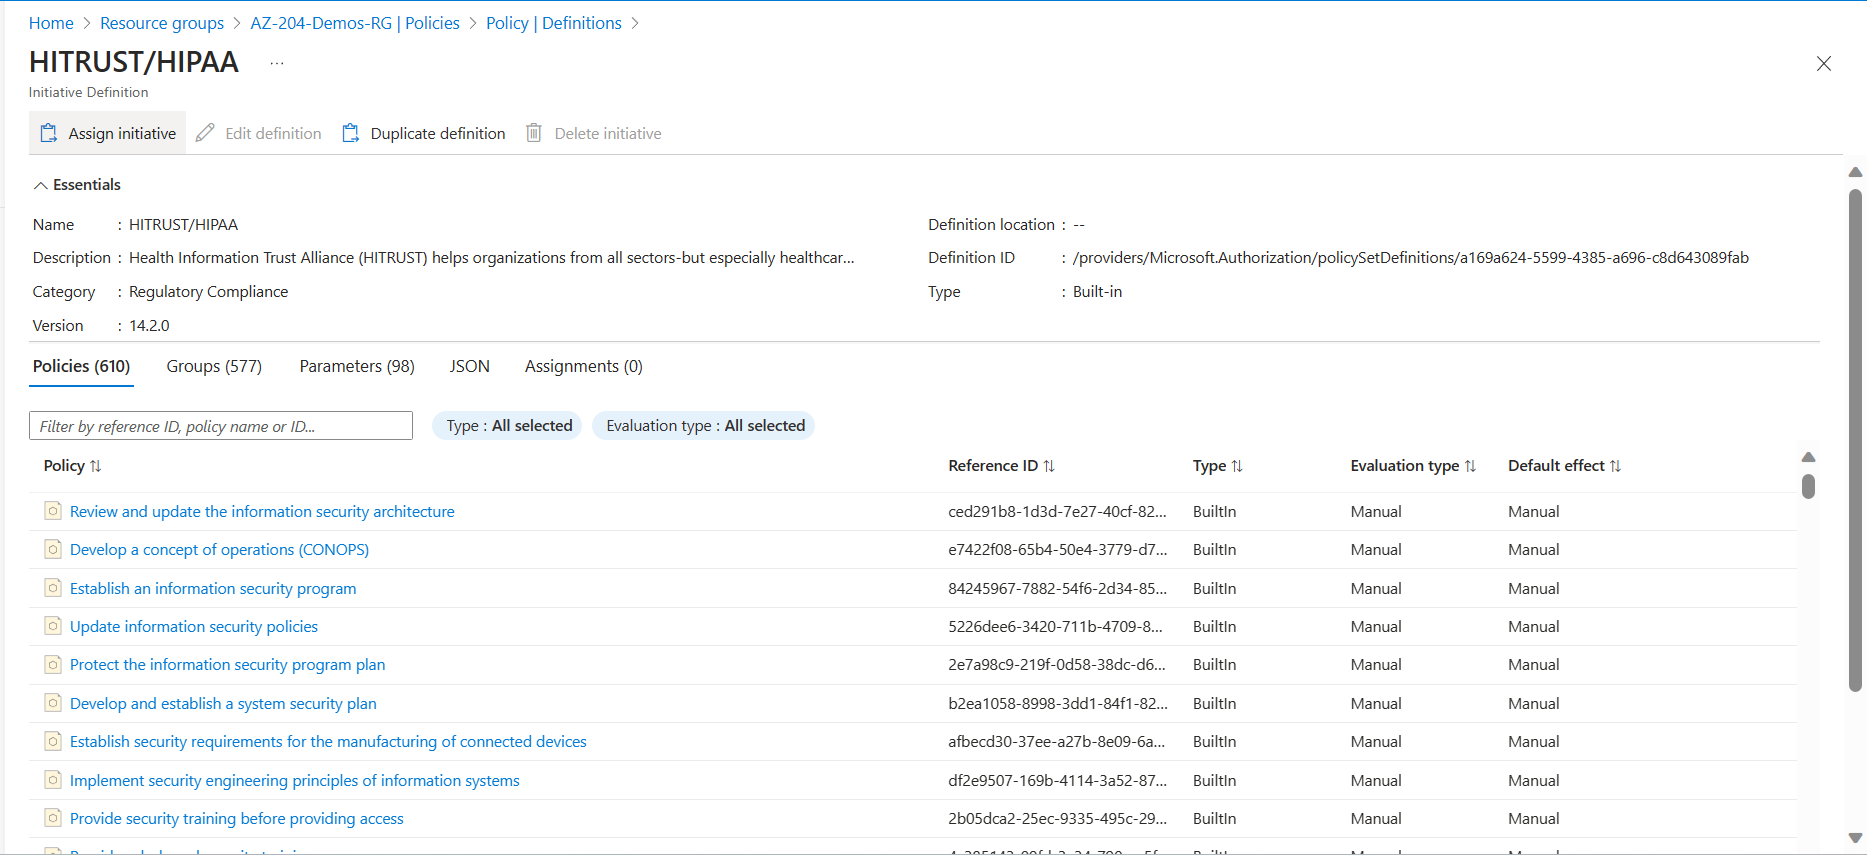 Home > Resource groups > AZ-204-Demos-RG | Policies > Policy | Definitions >
HITRUST/HIPAA ...
Initiative Definition
Assign initiative Edit definition Duplicate definition Delete initiative
Essentials
Name : HITRUST/HIPAA Definition location : --
Description : Health Information Trust Alliance (HITRUST) helps organizations from all sectors-but especially healthcar... Definition ID : /providers/Microsoft.Authorization/policySetDefinitions/a169a624-5599-4385-a696-c8d643089fab
Category : Regulatory Compliance Type : Built-in
Version : 14.2.0
Policies (610) Groups (577) Parameters (98) JSON Assignments (0)
Filter by reference ID, policy name or ID... Type : All selected Evaluation type : All selected
Policy Reference ID Type Evaluation type Default effect
Review and update the information security architecture ced291b8-1d3d-7e27-40cf-82... BuiltIn Manual Manual
Develop a concept of operations (CONOPS) e7422f08-65b4-50e4-3779-d7... BuiltIn Manual Manual
Establish an information security program 84245967-7882-54f6-2d34-85... BuiltIn Manual Manual
Update information security policies 5226dee6-3420-711b-4709-8... BuiltIn Manual Manual
Protect the information security program plan 2e7a98c9-219f-0d58-38dc-d6... BuiltIn Manual Manual
Develop and establish a system security plan b2ea1058-8998-3dd1-84f1-82... BuiltIn Manual Manual
Establish security requirements for the manufacturing of connected devices afbecd30-37ee-a27b-8e09-6a... BuiltIn Manual Manual
Implement security engineering principles of information systems df2e9507-169b-4114-3a52-87... BuiltIn Manual Manual
Provide security training before providing access 2b05dca2-25ec-9335-495c-29... BuiltIn Manual Manual